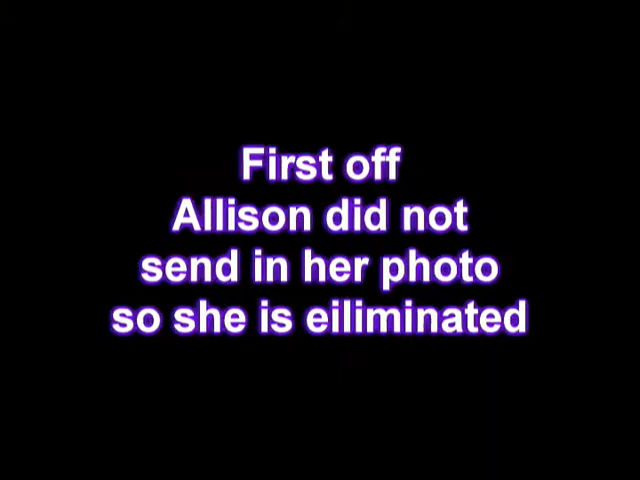 First off
Allison did not
send in her photo
so she is eiliminated